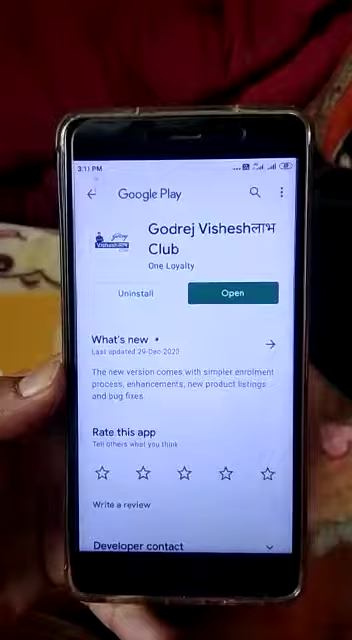 3:11 PM
Google Play
Godrej Visheshलाभ
Club
One Loyalty
Uninstall
Open
What's new
Last updated 29-Dec-2020
The new version comes with simpler enrolment
process, enhancements, new product listings
and bug fixes
Rate this app
Tell others what you think
Write a review
Developer contact